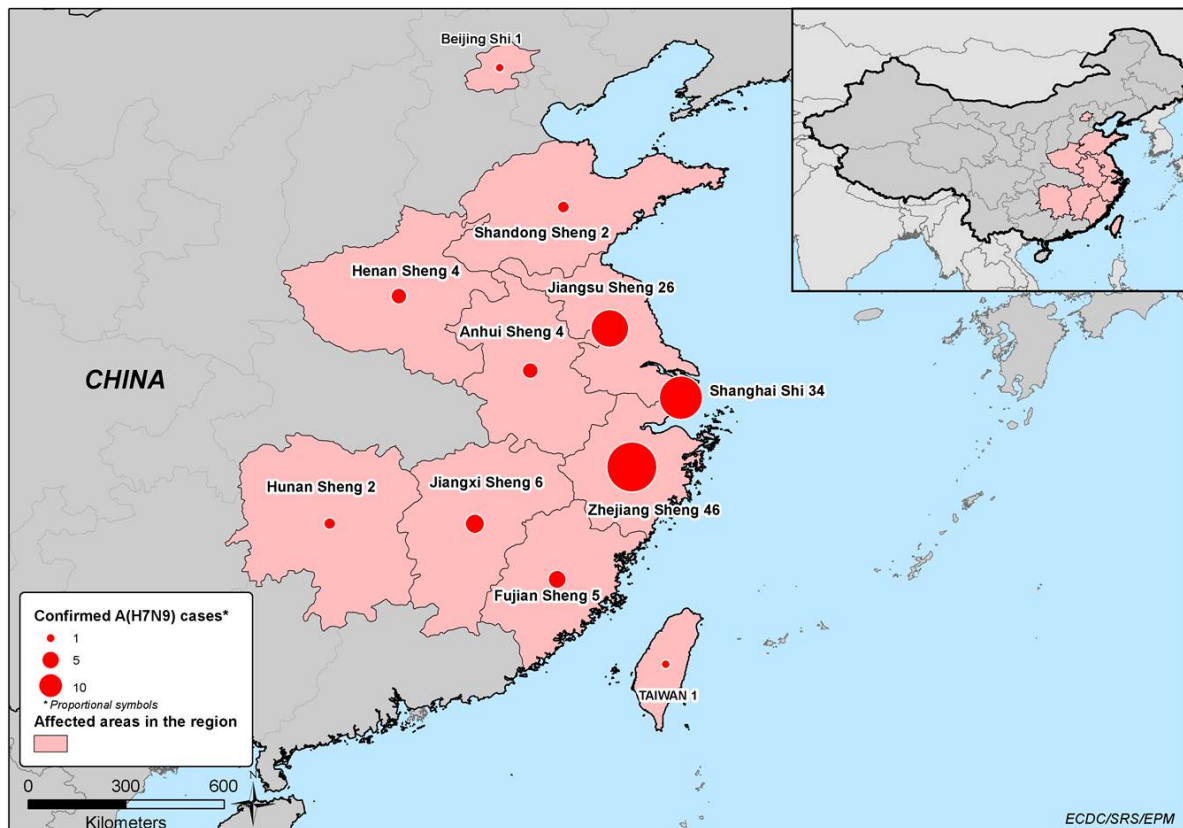 Beijing Shi 1
Shandong Sheng 2
Henan Sheng 4
Jiangsu Sheng 26
Anhui Sheng 4
CHINA
Shanghai Shi 34
Hunan Sheng 2
Jiangxi Sheng 6
Zhejiang Sheng 46
Fujian Sheng 5
TAIWAN 1
Confirmed A(H7N9) cases*
1
5
10
* Proportional symbols
Affected areas in the region
N
0 300 600
Kilometers
ECDC/SRS/EPM